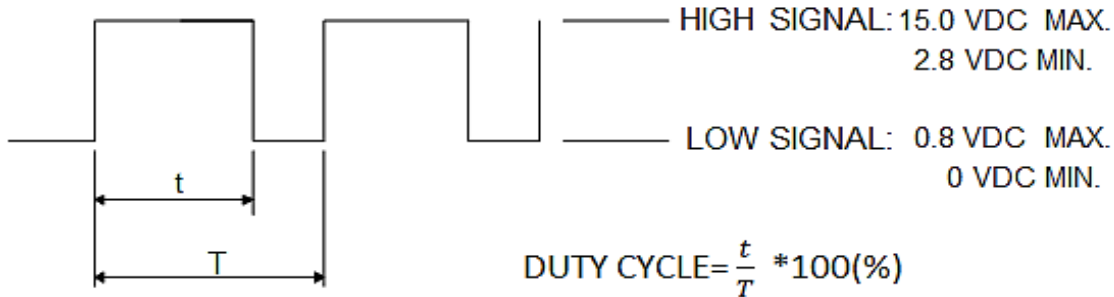 HIGH SIGNAL: 15.0 VDC MAX.
2.8 VDC MIN.
LOW SIGNAL: 0.8 VDC MAX.
0 VDC MIN.
t
T
DUTY CYCLE=t/T *100(%)